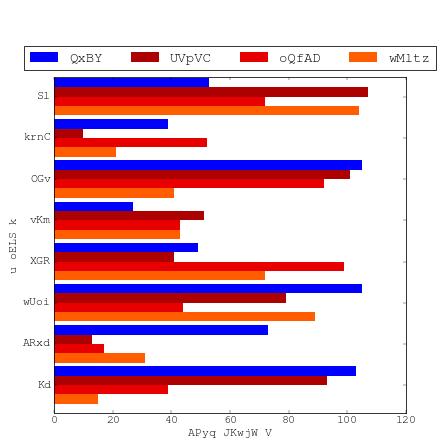 QxBY UVpVC oQfAD wMltz
Sl
krnC
OGv
vKm
XGR
wUoi
ARxd
Kd
u oELS k
0 20 40 60 80 100 120
APyq JKwjW V